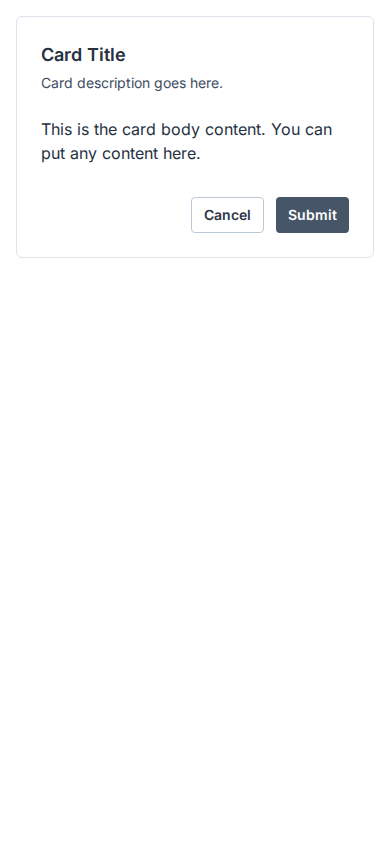 Card Title
Card description goes here.
This is the card body content. You can
put any content here.
Cancel
Submit